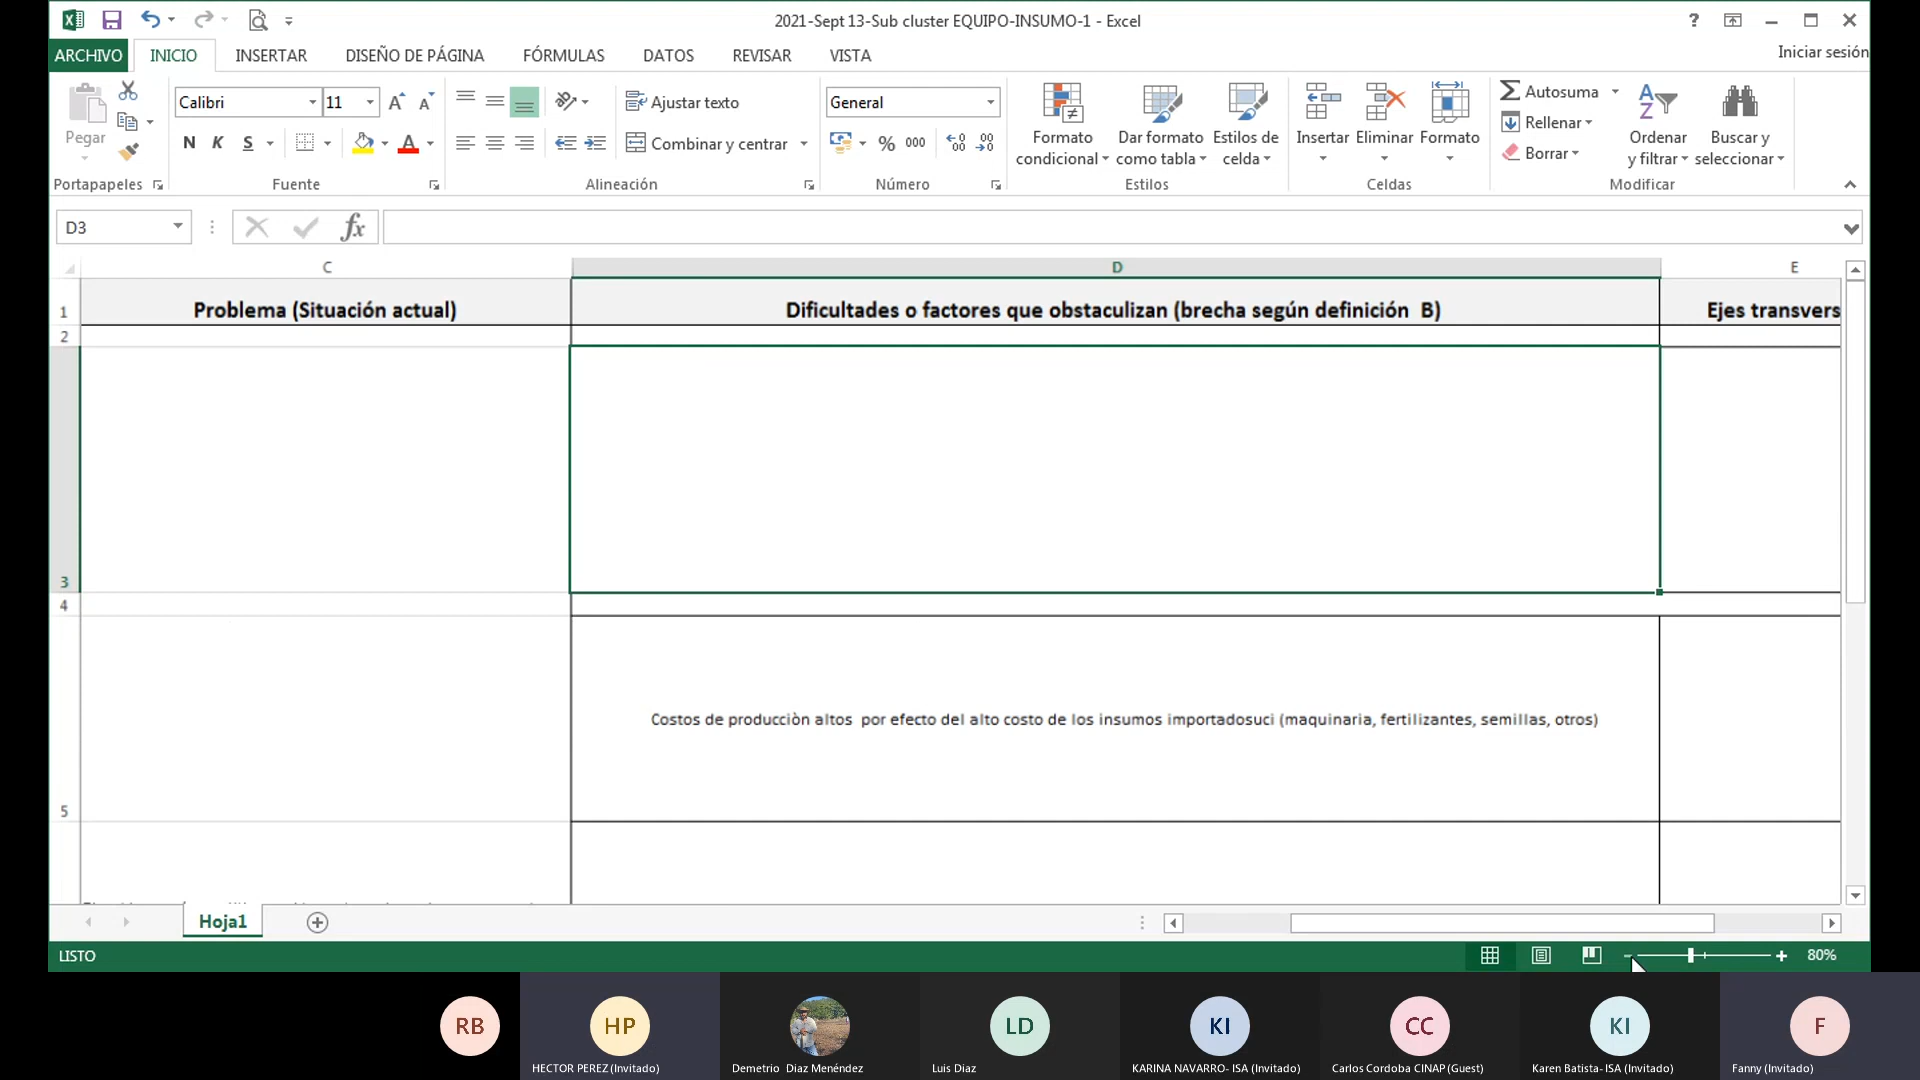 2021-Sept 13-Sub cluster EQUIPO-INSUMO-1 - Excel
?
ARCHIVO INICIO INSERTAR DISEÑO DE PÁGINA FÓRMULAS DATOS REVISAR VISTA Iniciar sesión
Calibri 11 Ajustar texto General Autosuma
Pegar N K S Combinar y centrar % 000 Formato condicional Dar formato como tabla Estilos de celda Insertar Eliminar Formato Rellenar Ordenar y filtrar Buscar y seleccionar
Borrar
Portapapeles Fuente Alineación Número Estilos Celdas Modificar
D3 fx
C D E
1 Problema (Situación actual) Dificultades o factores que obstaculizan (brecha según definición B) Ejes transvers
2
3
4
Costos de producciòn altos por efecto del alto costo de los insumos importadosuci (maquinaria, fertilizantes, semillas, otros)
5
Hoja1
LISTO 80%
RB HP LD KI CC KI F
HECTOR PEREZ (Invitado) Demetrio Diaz Menéndez Luis Diaz KARINA NAVARRO- ISA (Invitado) Carlos Cordoba CINAP (Guest) Karen Batista- ISA (Invitado) Fanny (Invitado)